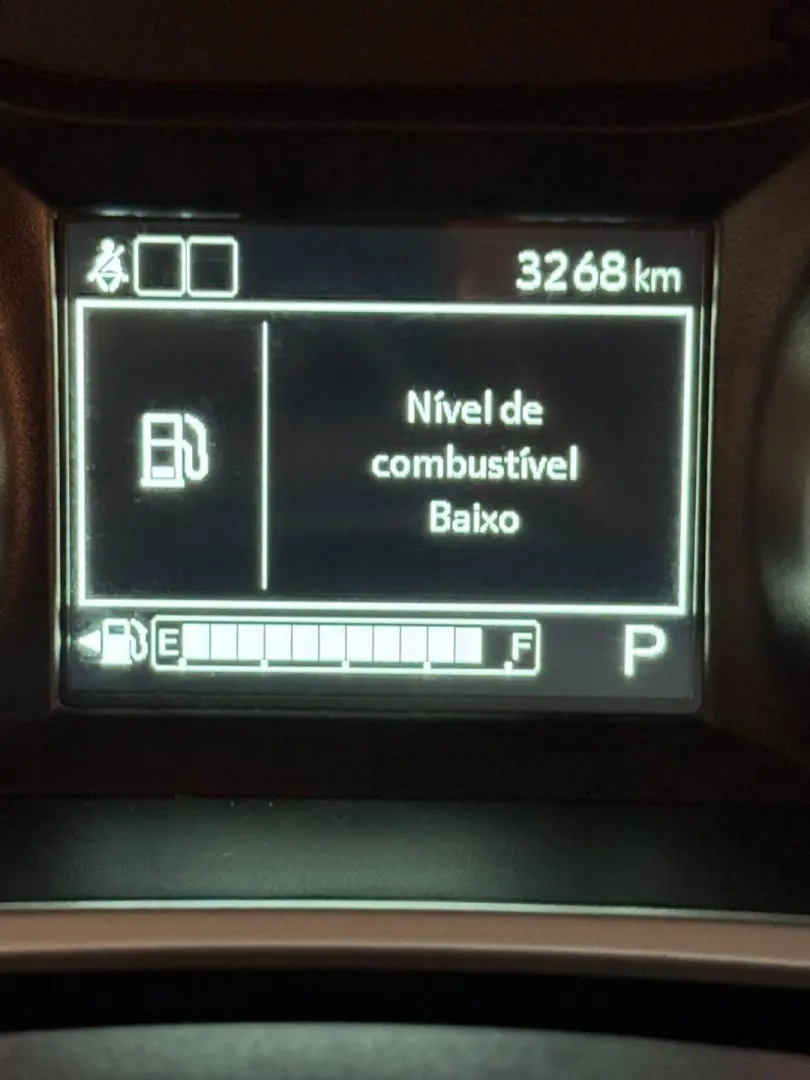 3268 km
Nível de
combustível
Baixo
E F P